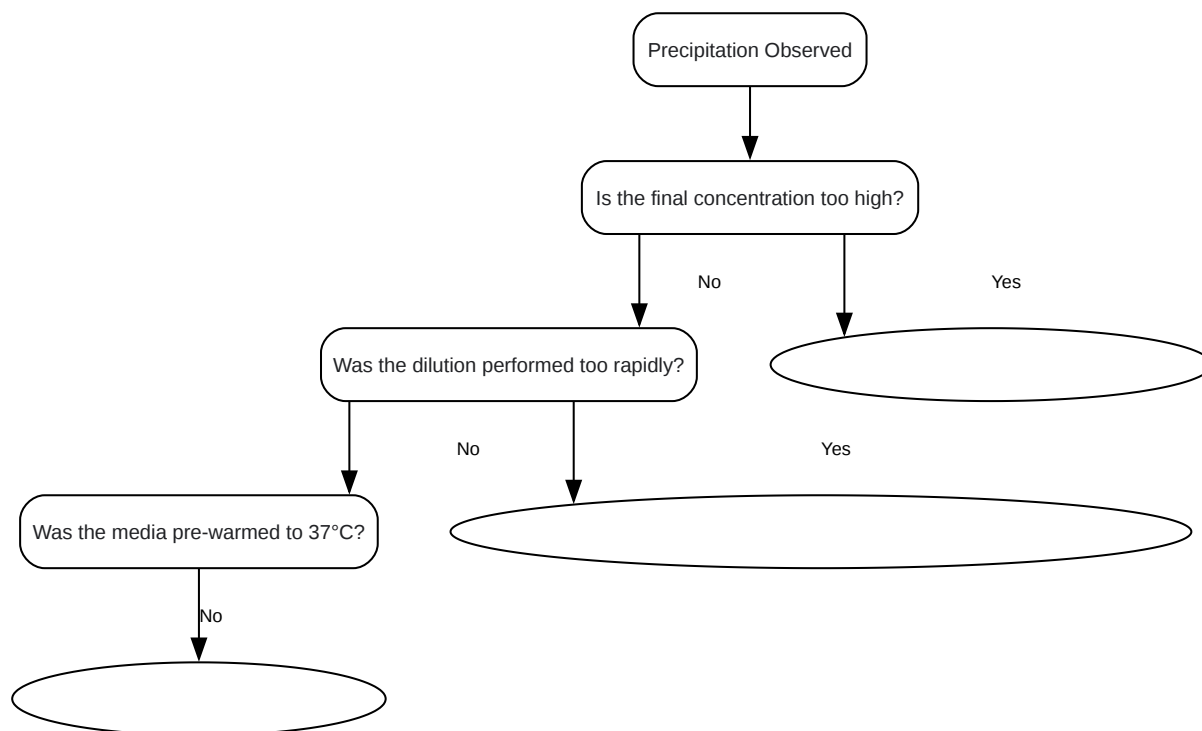 Precipitation Observed
Is the final concentration too high?
No
Yes
Was the dilution performed too rapidly?
No
Yes
Was the media pre-warmed to 37°C?
No